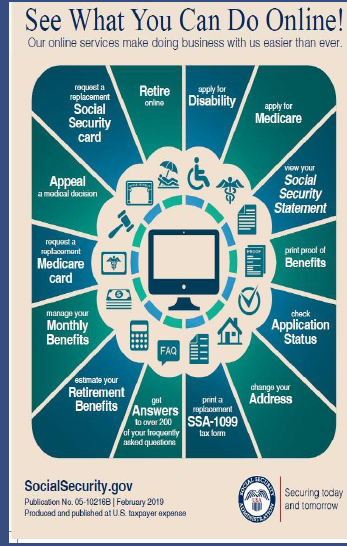 See What You Can Do Online!
Our online services make doing business with us easier than ever.
request a
replacement
Social
Security
card
Retire
online
apply for
Disability
apply for
Medicare
view your
Social
Security
Statement
print proof of
Benefits
check
Application
Status
change your
Address
print a
replacement
SSA-1099
tax form
get
Answers
to over 200
of your frequently
asked questions
estimate your
Retirement
Benefits
manage your
Monthly
Benefits
request a
replacement
Medicare
card
Appeal
a medical decision
PROOF
FAQ
SocialSecurity.gov
Publication No. 05-10216B | February 2019
Produced and published at U.S. taxpayer expense
SOCIAL SECURITY
USA
ADMINISTRATION
Securing today
and tomorrow